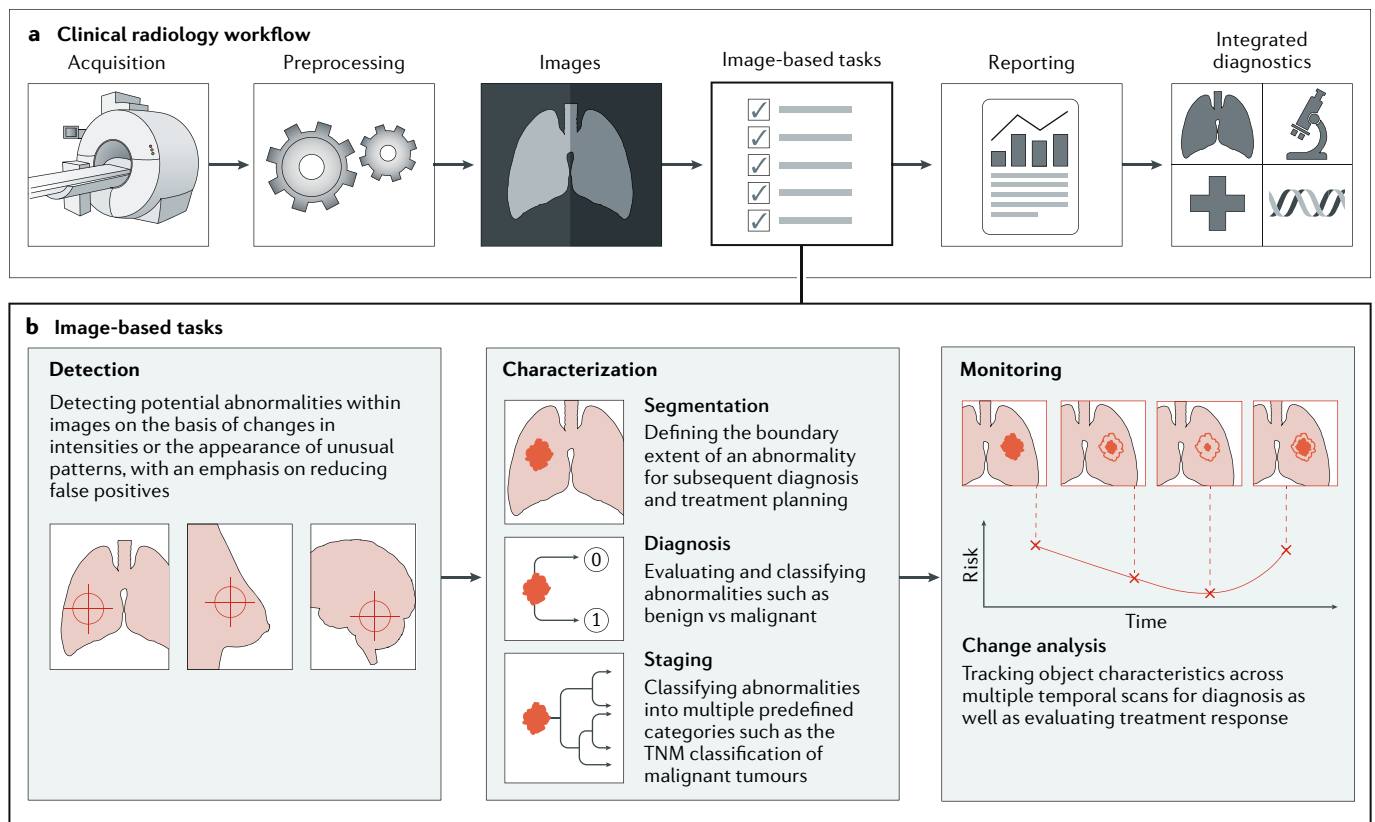 a Clinical radiology workflow
Acquisition
Preprocessing
Images
Image-based tasks
Reporting
Integrated
diagnostics
b Image-based tasks
Detection
Detecting potential abnormalities within
images on the basis of changes in
intensities or the appearance of unusual
patterns, with an emphasis on reducing
false positives
Characterization
Segmentation
Defining the boundary
extent of an abnormality
for subsequent diagnosis
and treatment planning
Diagnosis
0
Evaluating and classifying
abnormalities such as
benign vs malignant
1
Staging
Classifying abnormalities
into multiple predefined
categories such as the
TNM classification of
malignant tumours
Monitoring
Risk
Time
Change analysis
Tracking object characteristics across
multiple temporal scans for diagnosis as
well as evaluating treatment response